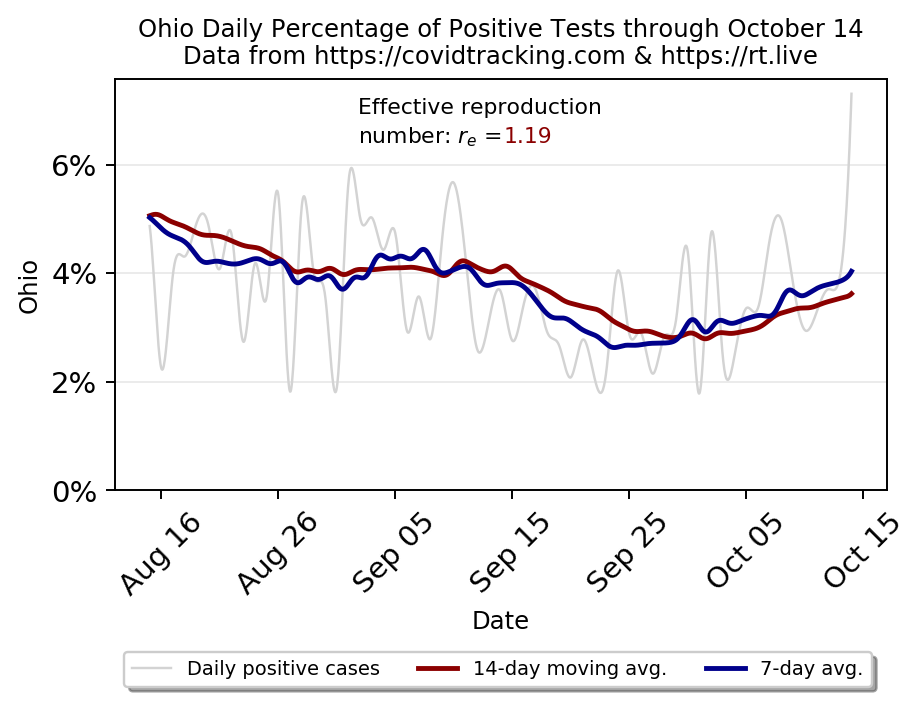 Ohio Daily Percentage of Positive Tests through October 14
Data from https://covidtracking.com & https://rt.live
Effective reproduction
number: rₑ = 1.19
6%
4%
2%
0%
Ohio
Aug 16
Aug 26
Sep 05
Sep 15
Sep 25
Oct 05
Oct 15
Date
Daily positive cases
14-day moving avg.
7-day avg.